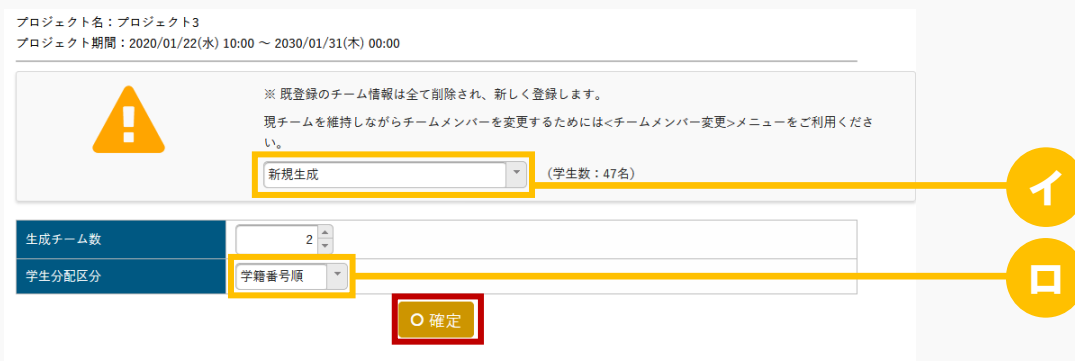 プロジェクト名：プロジェクト3
プロジェクト期間：2020/01/22(水) 10:00 ～ 2030/01/31(木) 00:00
※ 既登録のチーム情報は全て削除され、新しく登録します。
現チームを維持しながらチームメンバーを変更するためには<チームメンバー変更>メニューをご利用くださ
い。
新規生成 （学生数：47名）
イ
生成チーム数 2
学生分配区分 学籍番号順
ロ
確定